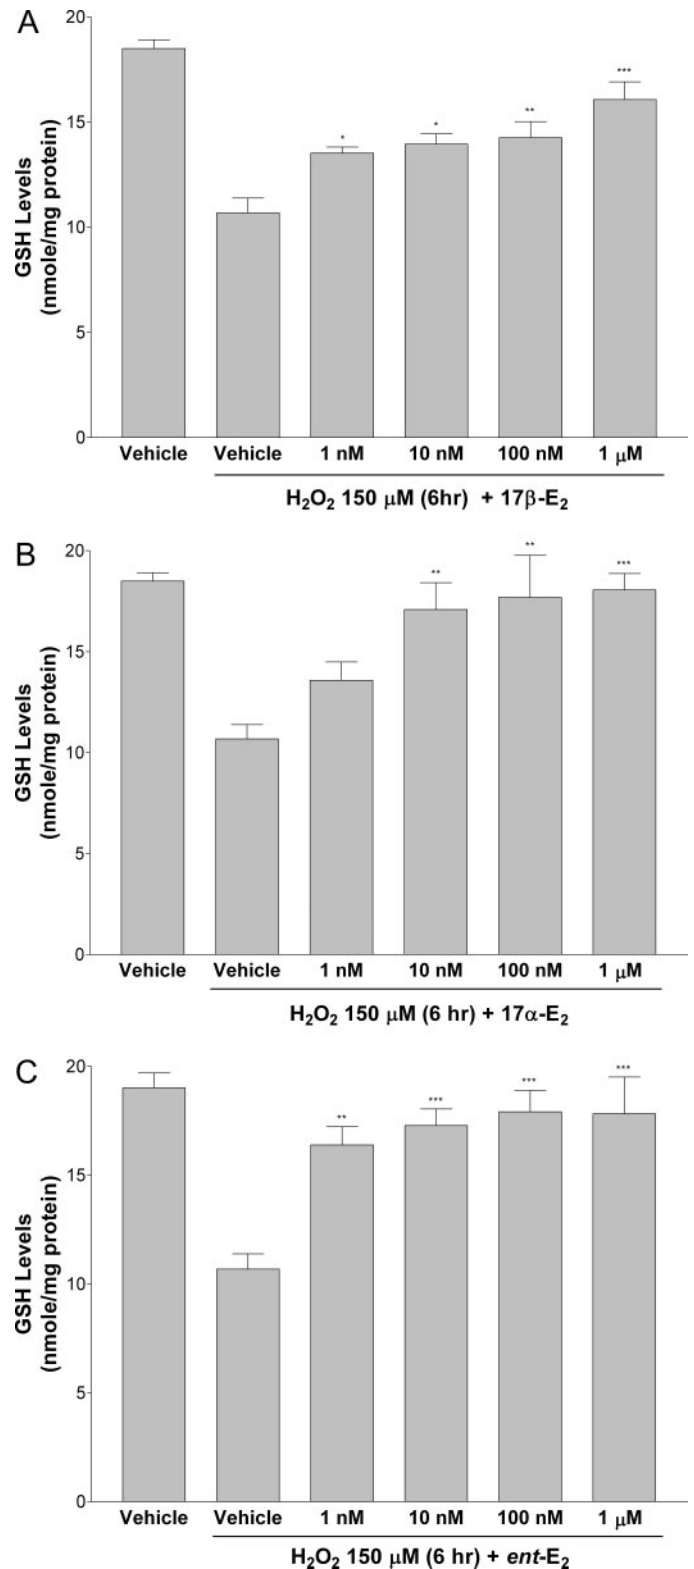 A
20
15
10
5
0
GSH Levels
(nmole/mg protein)
*
*
**
***
Vehicle Vehicle 1 nM 10 nM 100 nM 1 μM
H₂O₂ 150 μM (6hr) + 17β-E₂
B
20
15
10
5
0
GSH Levels
(nmole/mg protein)
**
**
***
Vehicle Vehicle 1 nM 10 nM 100 nM 1 μM
H₂O₂ 150 μM (6 hr) + 17α-E₂
C
20
15
10
5
0
GSH Levels
(nmole/mg protein)
**
***
***
***
Vehicle Vehicle 1 nM 10 nM 100 nM 1 μM
H₂O₂ 150 μM (6 hr) + ent-E₂